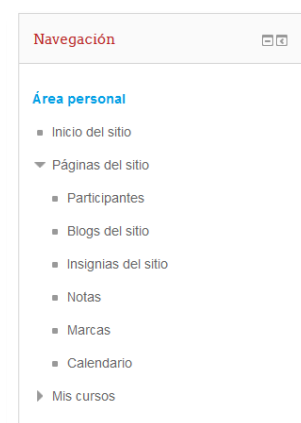 Navegación
Área personal
Inicio del sitio
Páginas del sitio
Participantes
Blogs del sitio
Insignias del sitio
Notas
Marcas
Calendario
Mis cursos